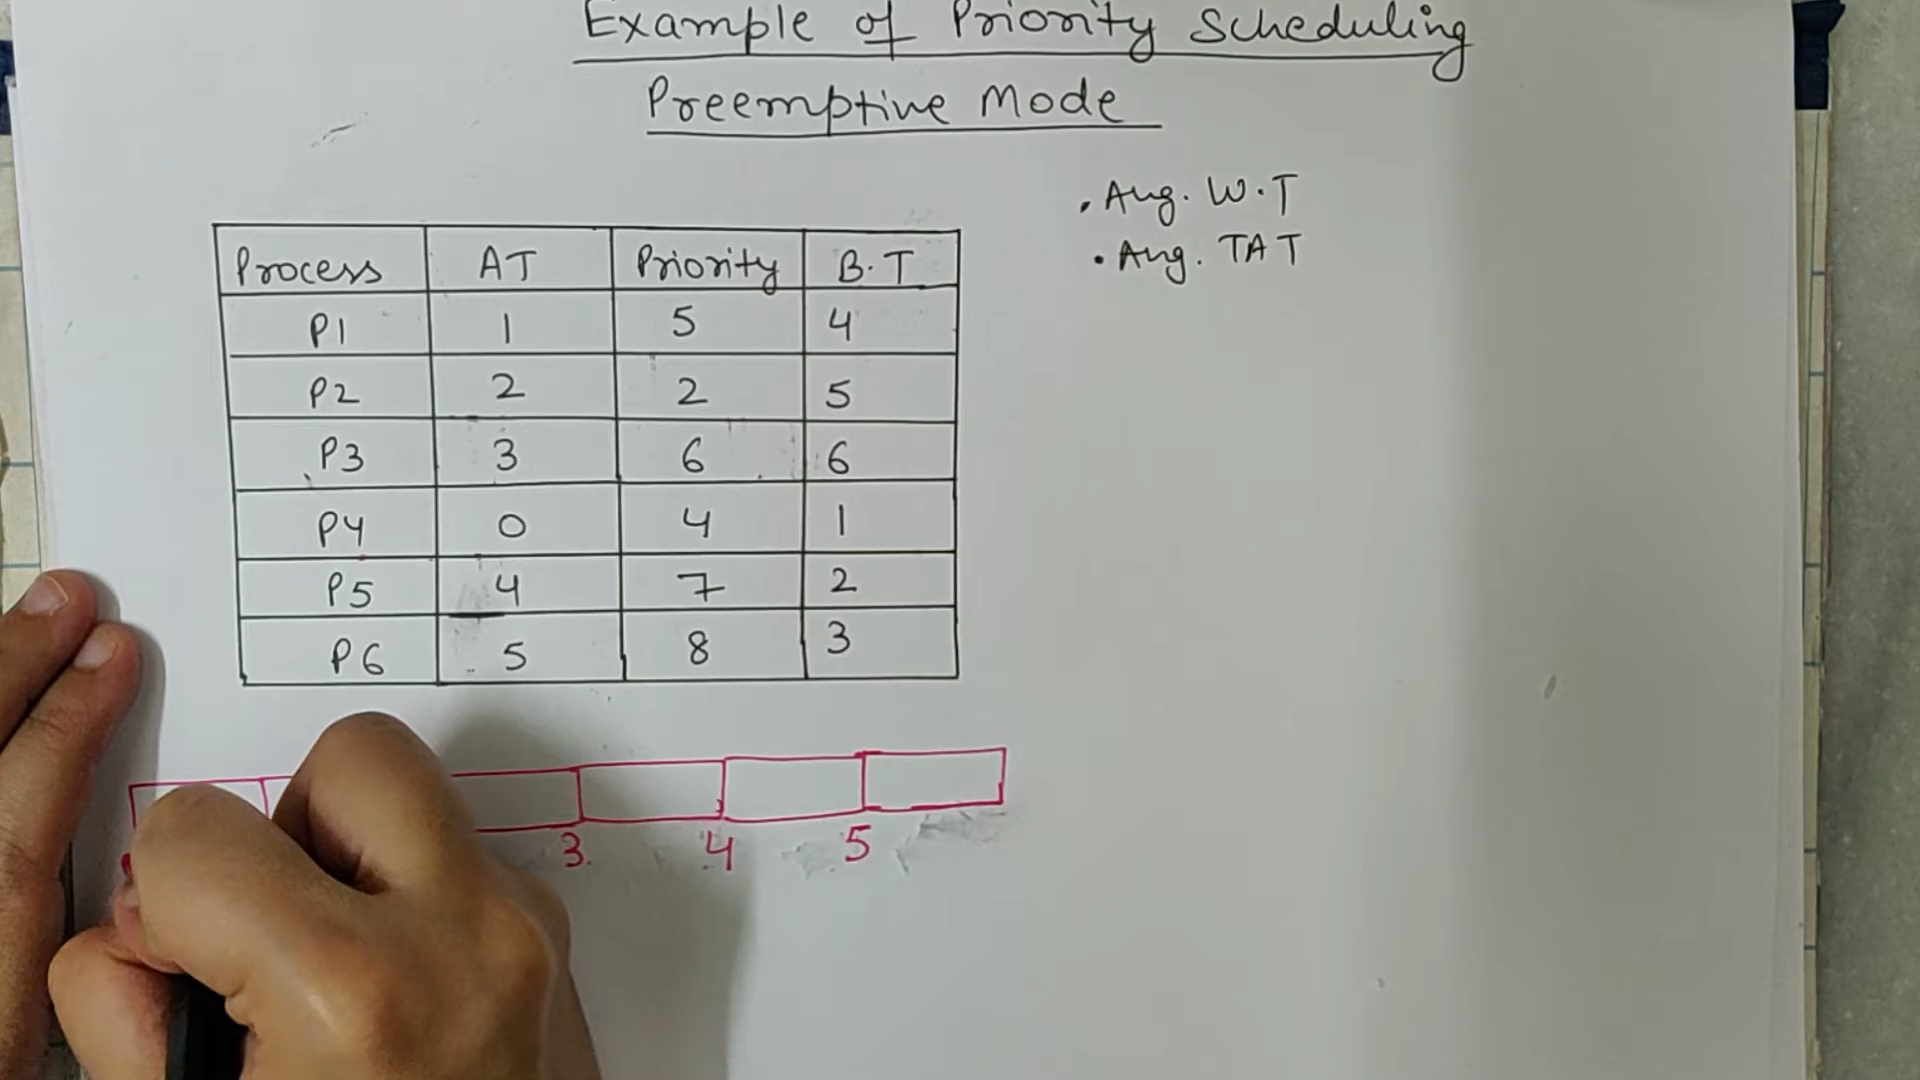 Example of Priority Scheduling
Preemptive Mode
• Avg. W.T
• Avg. TAT
Process AT Priority B.T
P1 1 5 4
P2 2 2 5
P3 3 6 6
P4 0 4 1
P5 4 7 2
P6 5 8 3
3 4 5